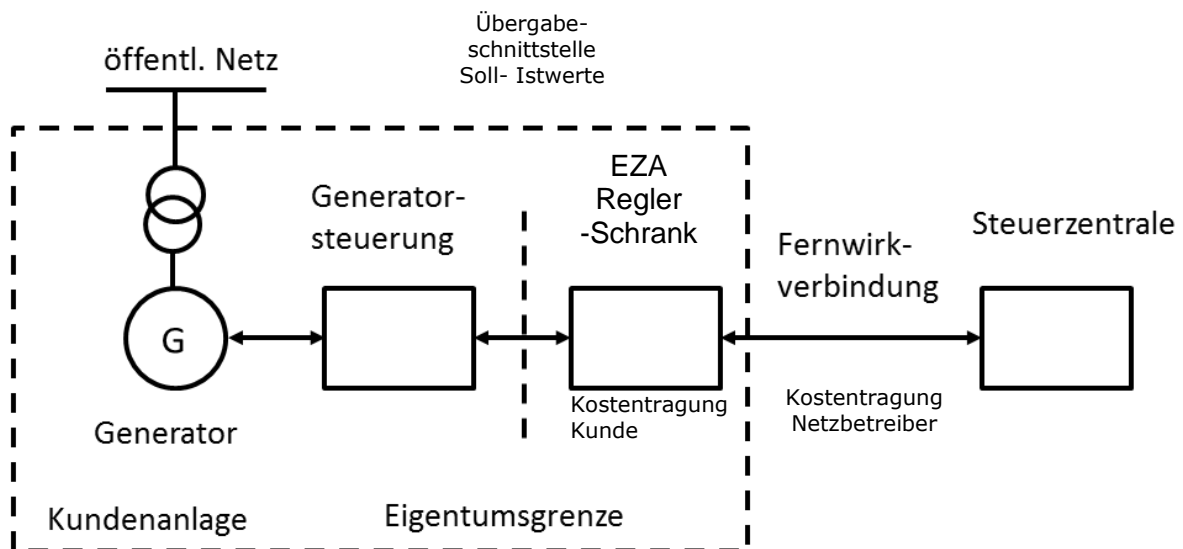 Übergabe-
schnittstelle
Soll- Istwerte
öffentl. Netz
EZA
Regler
-Schrank
Generator-
steuerung
Steuerzentrale
Fernwirk-
verbindung
G
Kostentragung
Kunde
Kostentragung
Netzbetreiber
Generator
Kundenanlage
Eigentumsgrenze